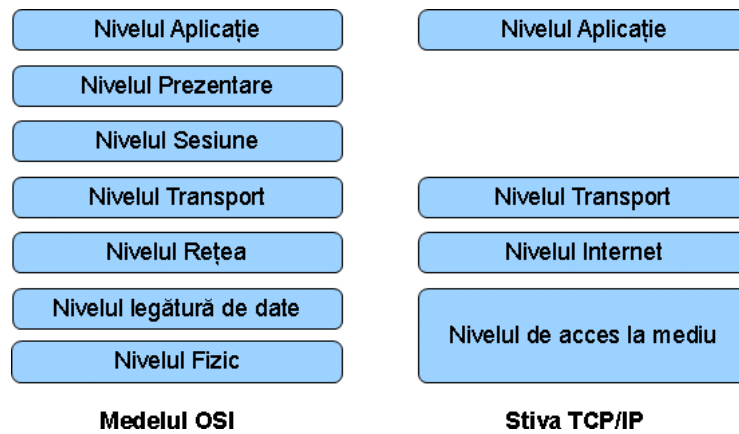 Nivelul Aplicație
Nivelul Prezentare
Nivelul Sesiune
Nivelul Transport
Nivelul Rețea
Nivelul legătură de date
Nivelul Fizic
Medelul OSI
Nivelul Aplicație
Nivelul Transport
Nivelul Internet
Nivelul de acces la mediu
Stiva TCP/IP